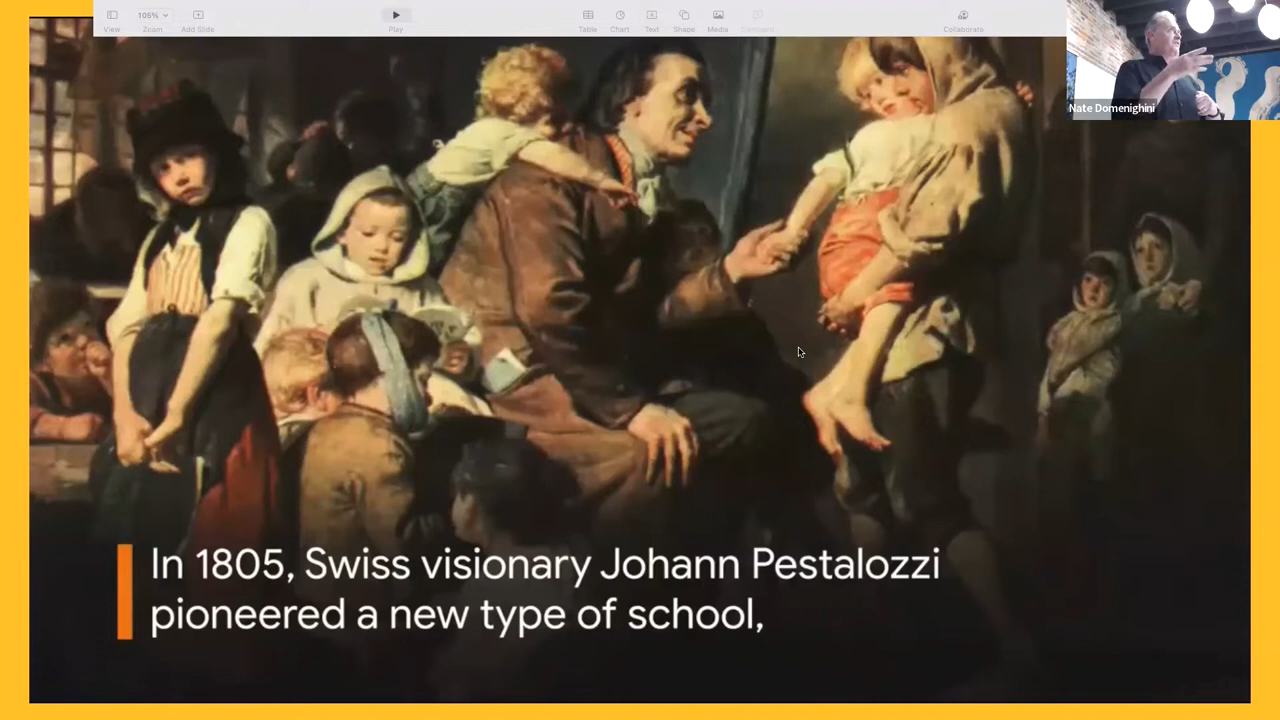 105%
View
Zoom
Add Slide
Play
Table
Chart
Text
Shape
Media
Comment
Collaborate
Nate Domenighini
In 1805, Swiss visionary Johann Pestalozzi
pioneered a new type of school,